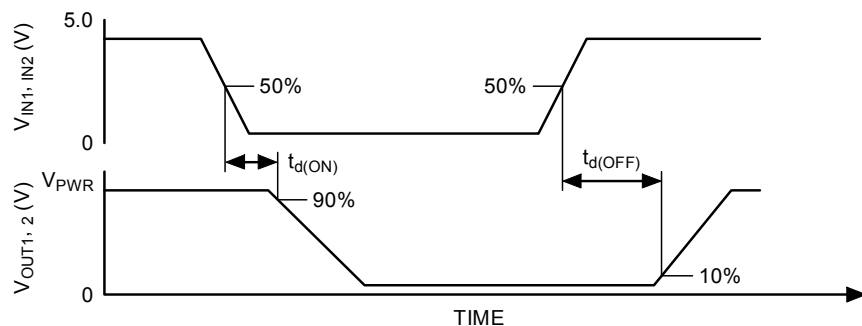 5.0
V_IN1, IN2 (V)
50%
50%
0
t_d(ON)
t_d(OFF)
V_PWR
90%
V_OUT1, 2 (V)
10%
0
TIME